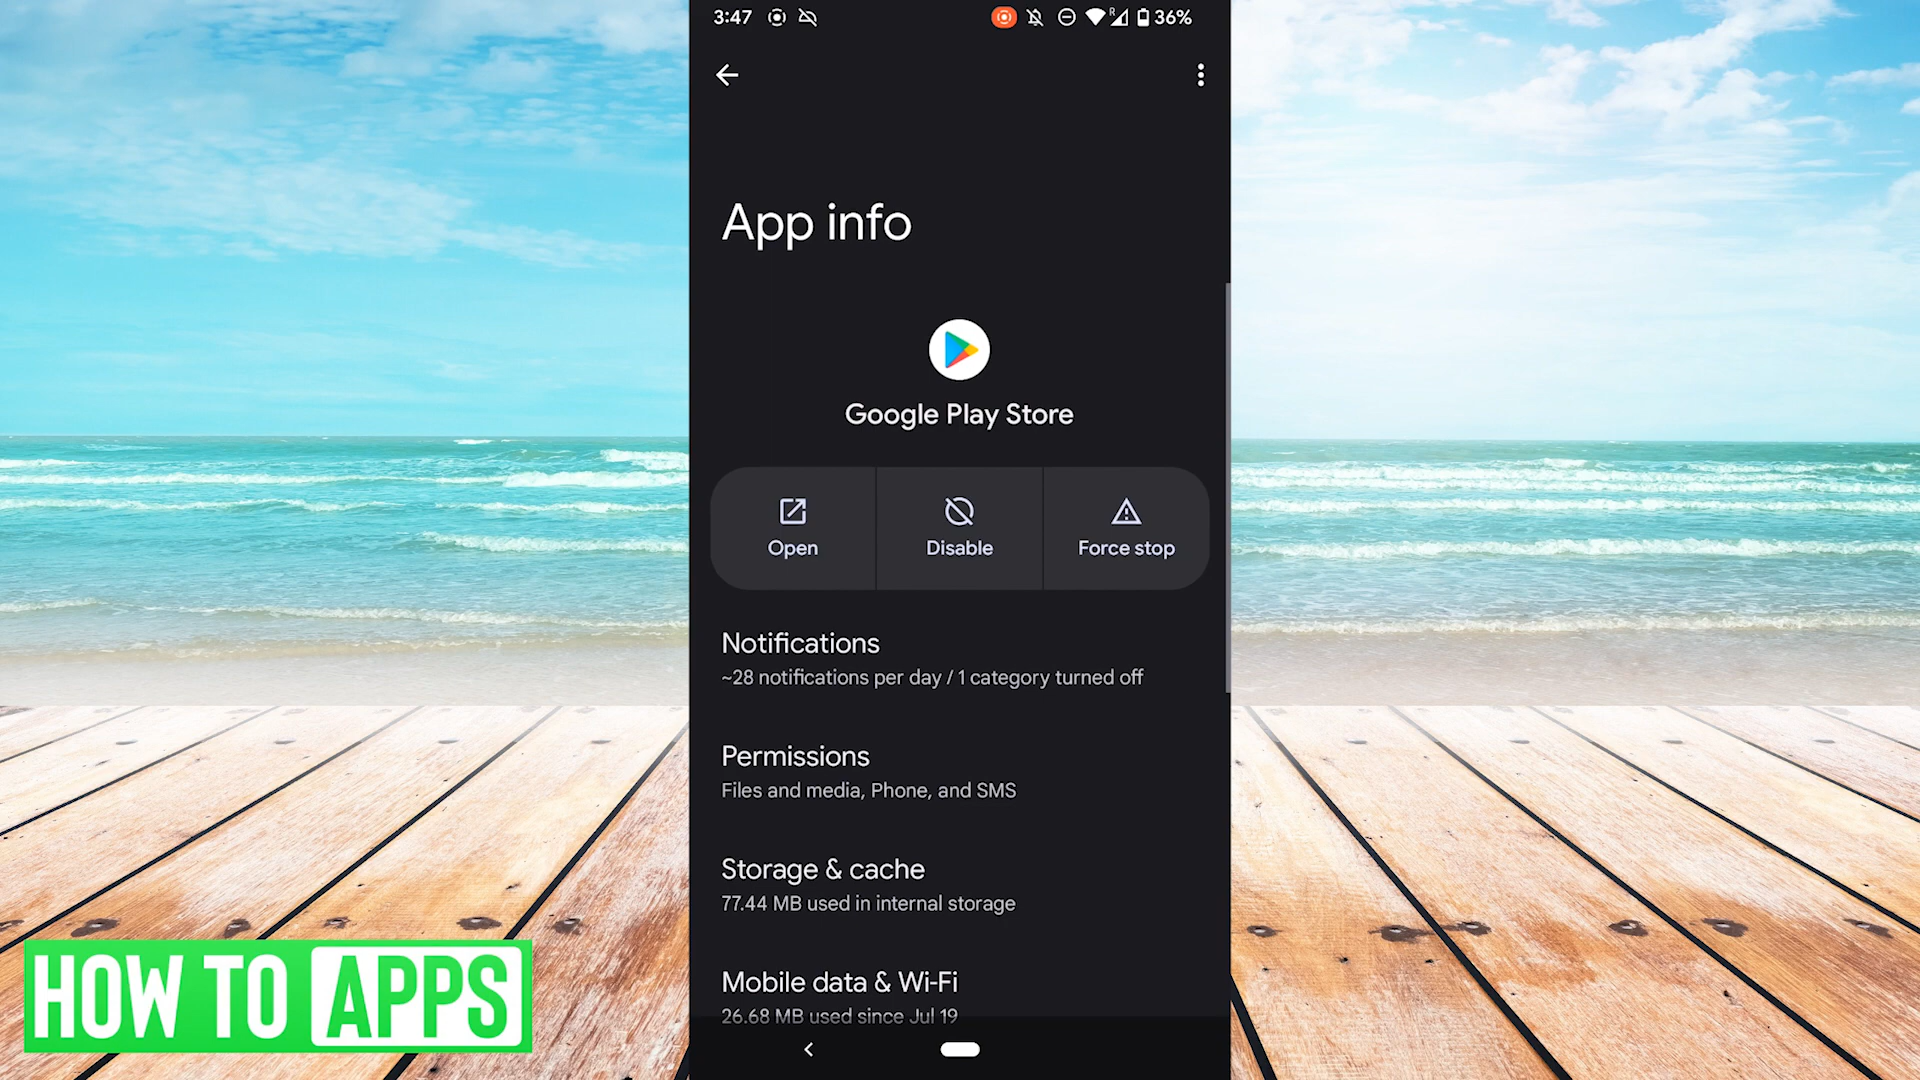 3:47
R
36%
App info
Google Play Store
Open
Disable
Force stop
Notifications
~28 notifications per day / 1 category turned off
Permissions
Files and media, Phone, and SMS
Storage & cache
77.44 MB used in internal storage
Mobile data & Wi-Fi
26.68 MB used since Jul 19
HOW TO APPS